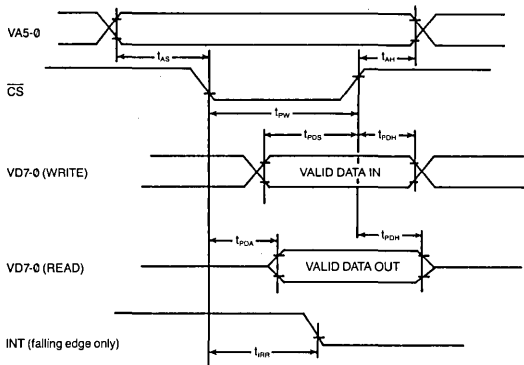 VA5-0
tAS
tAH
CS
tPW
tPDS
tPDH
VD7-0 (WRITE)
VALID DATA IN
tPDA
tPDH
VD7-0 (READ)
VALID DATA OUT
INT (falling edge only)
tIRR